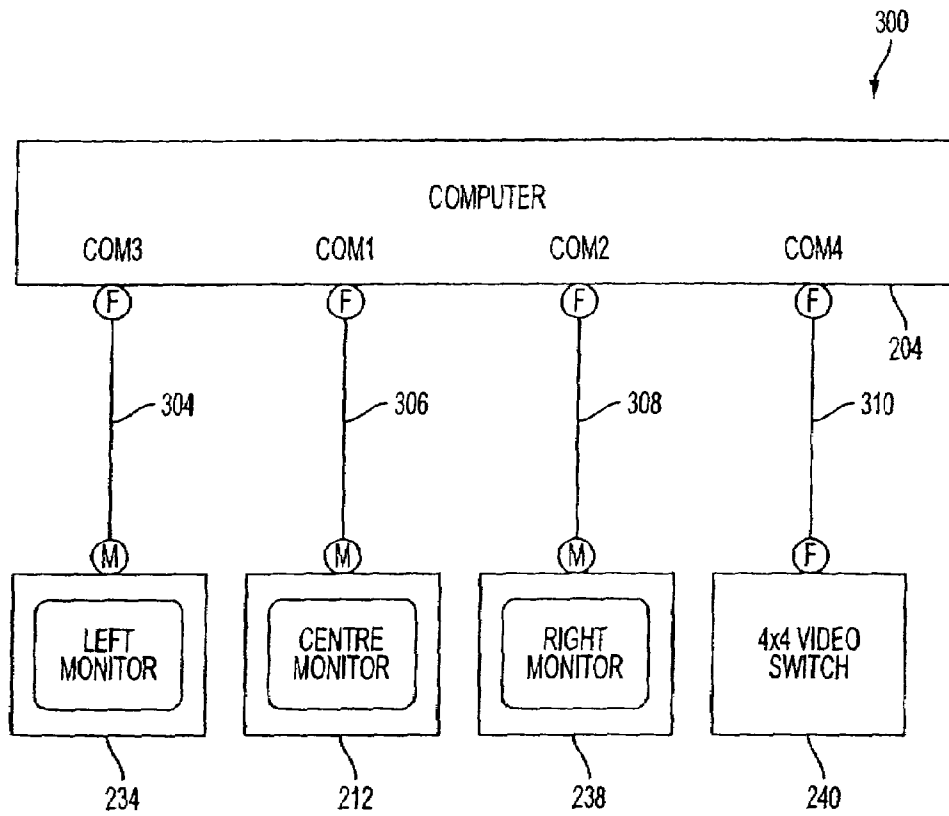 300
COMPUTER
COM3 COM1 COM2 COM4
F F F F
204
304 306 308 310
M M M F
LEFT MONITOR
CENTRE MONITOR
RIGHT MONITOR
4x4 VIDEO SWITCH
234 212 238 240